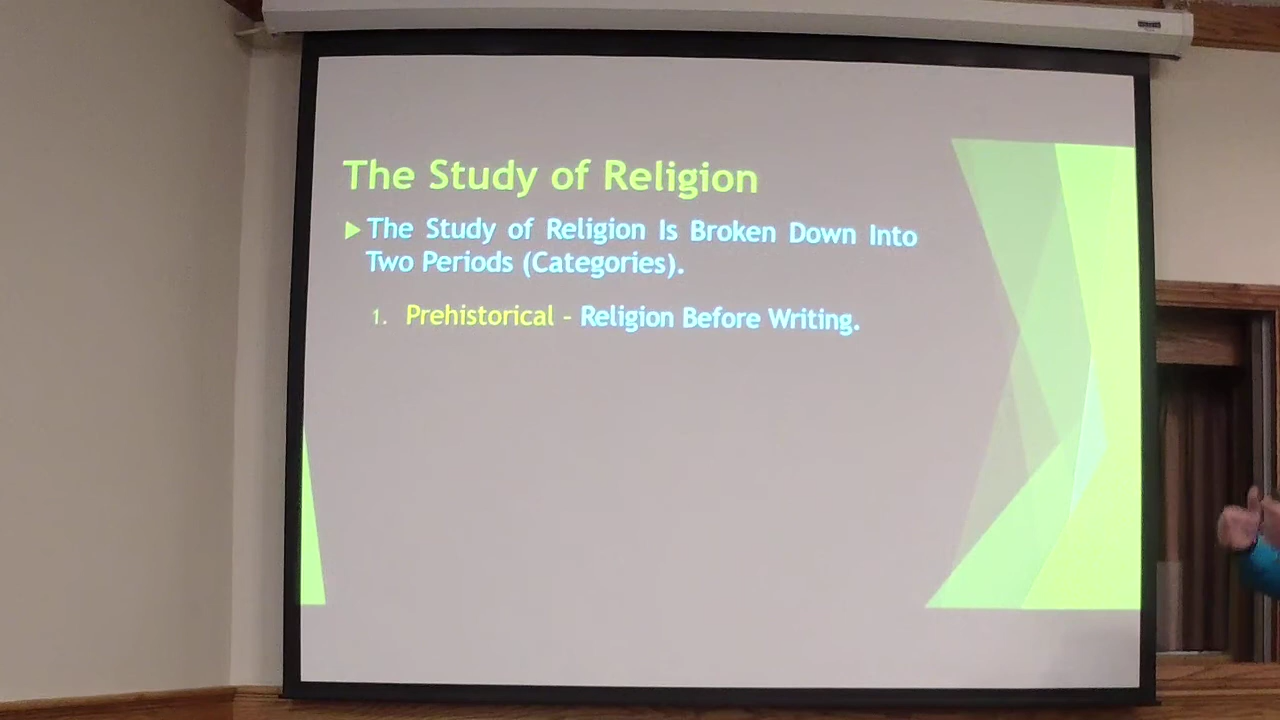 The Study of Religion
The Study of Religion Is Broken Down Into
Two Periods (Categories).
1. Prehistorical - Religion Before Writing.